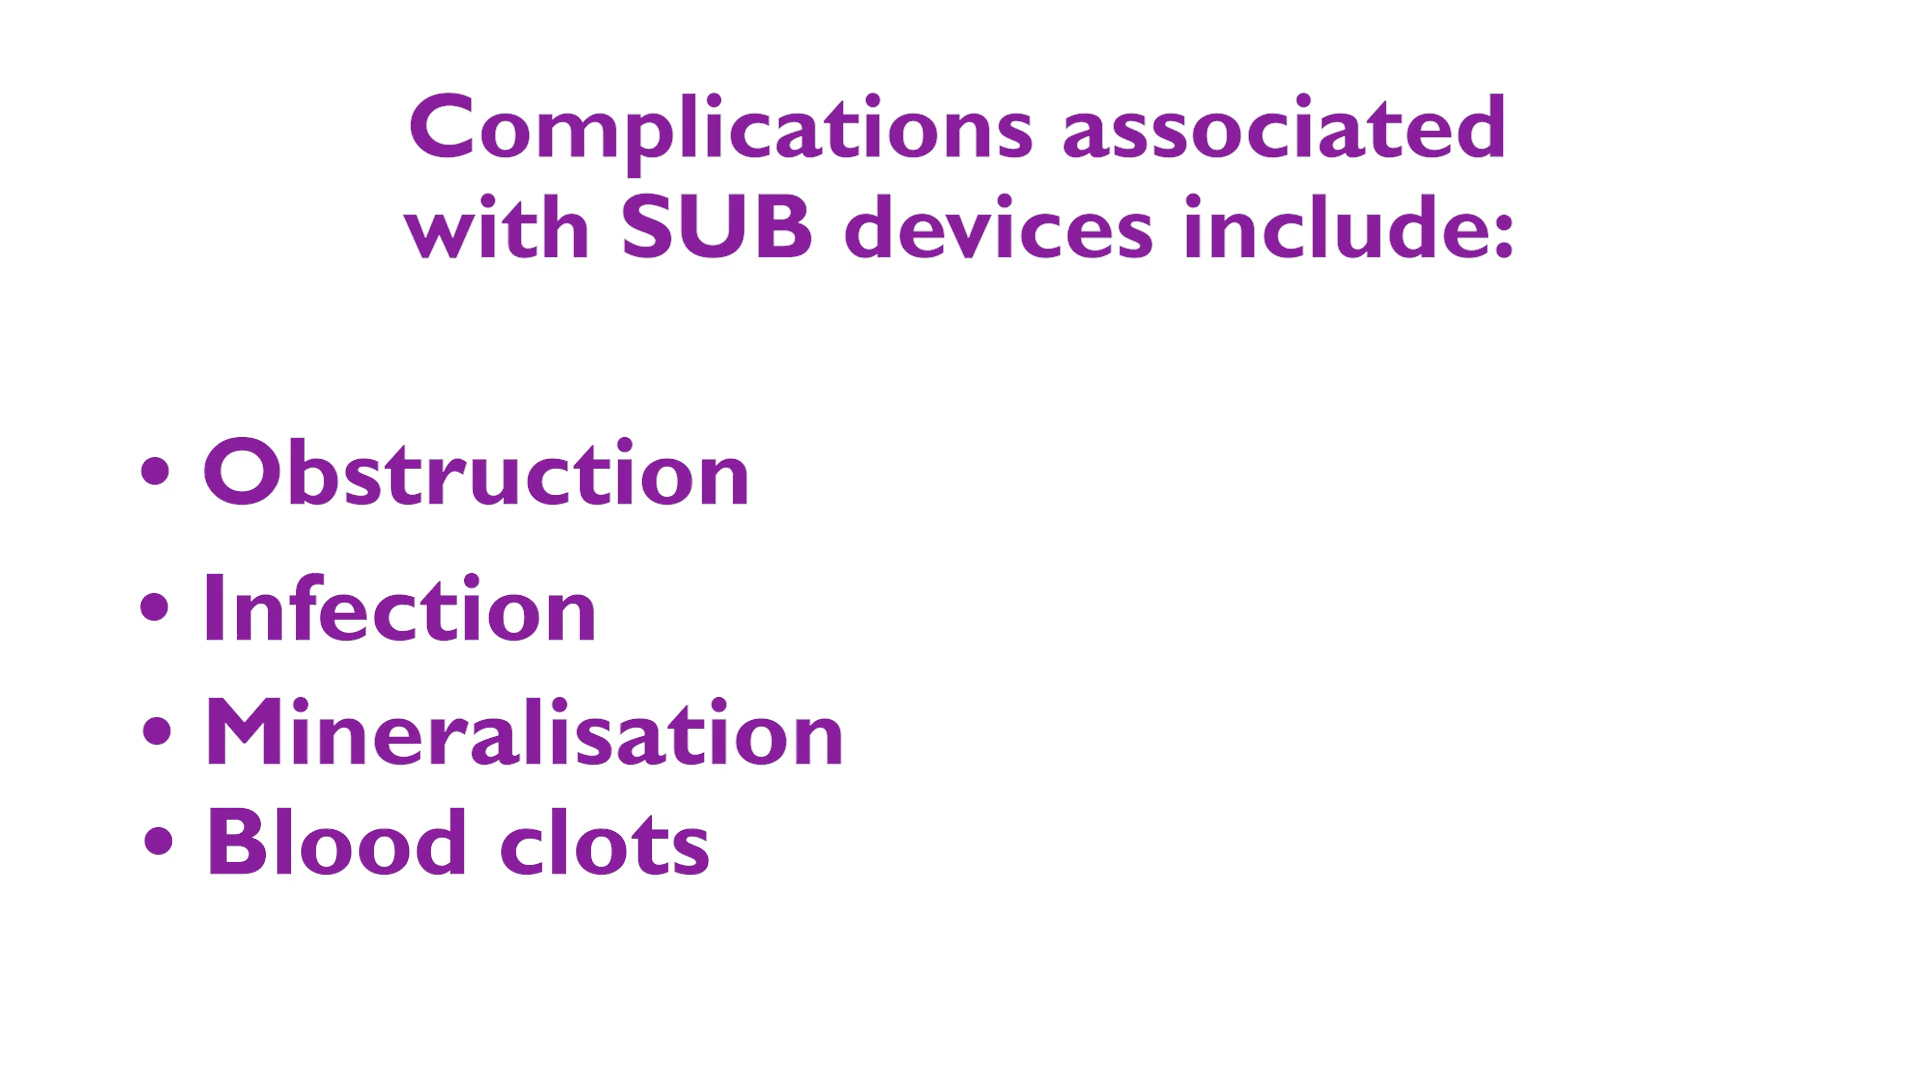 Complications associated
with SUB devices include:
• Obstruction
• Infection
• Mineralisation
• Blood clots